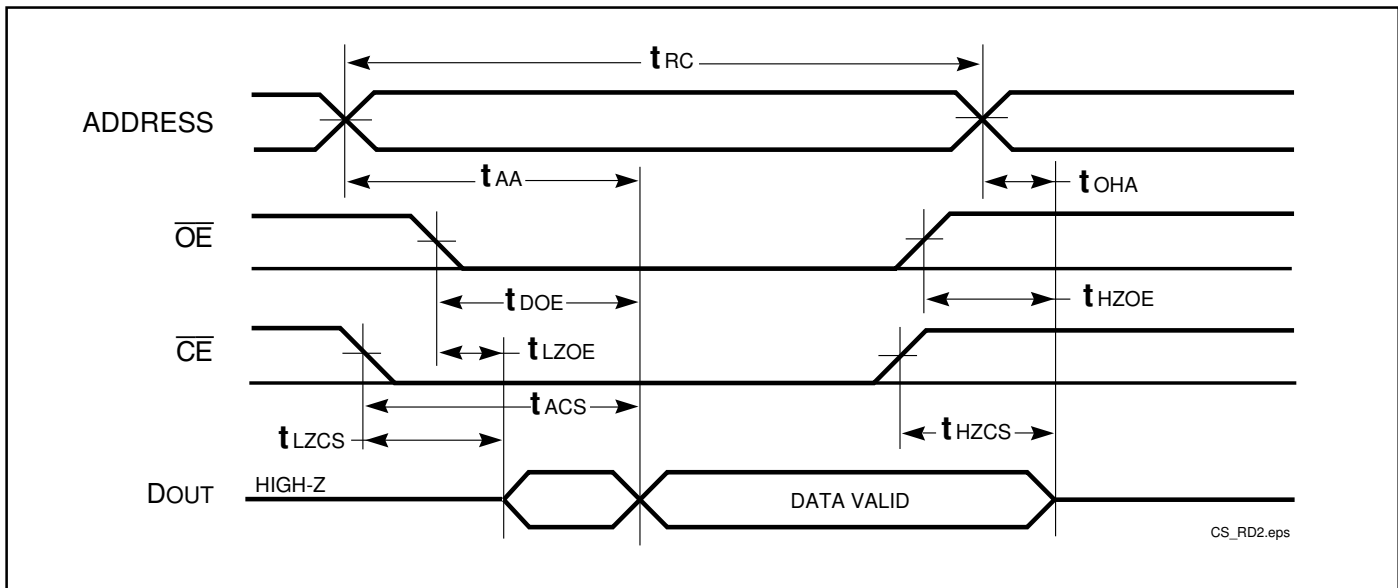 tRC
ADDRESS
tAA
tOHA
OE
tDOE
tHZOE
CE
tLZOE
tACS
tLZCS
tHZCS
DOUT
HIGH-Z
DATA VALID
CS_RD2.eps